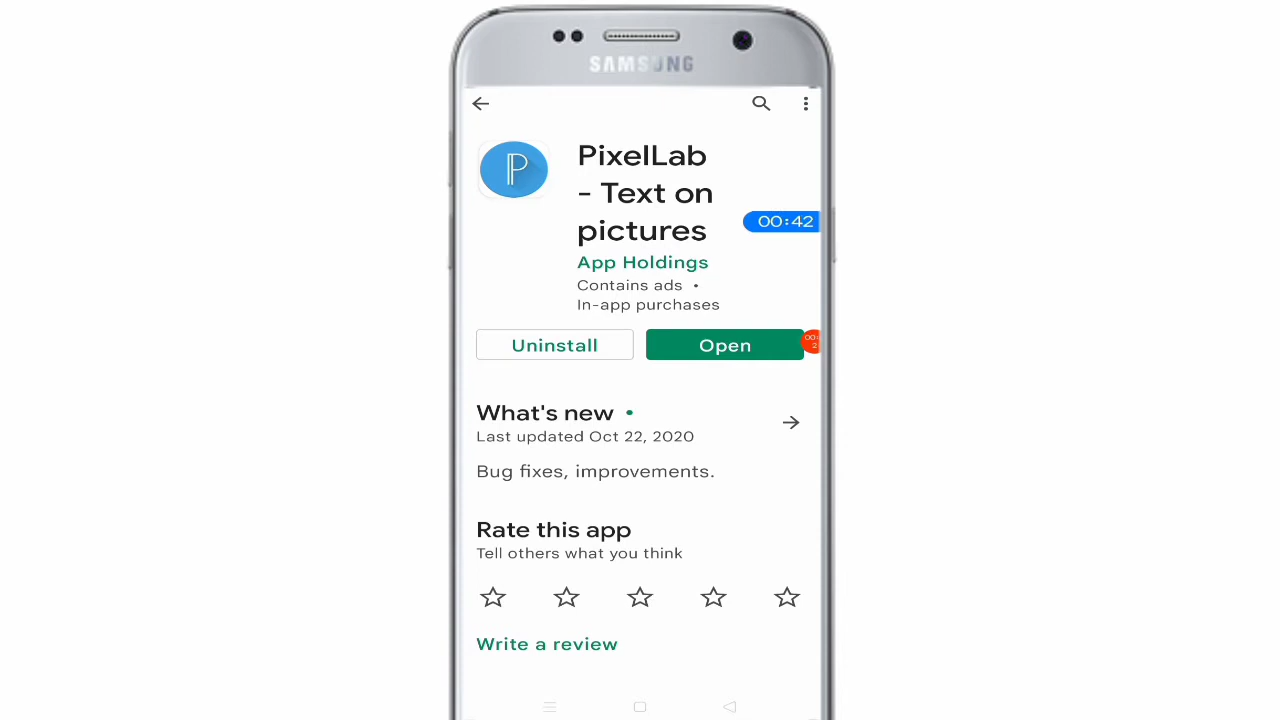 SAMSUNG
PixelLab
- Text on
pictures
00:42
App Holdings
Contains ads •
In-app purchases
Uninstall
Open
What's new •
Last updated Oct 22, 2020
Bug fixes, improvements.
Rate this app
Tell others what you think
Write a review